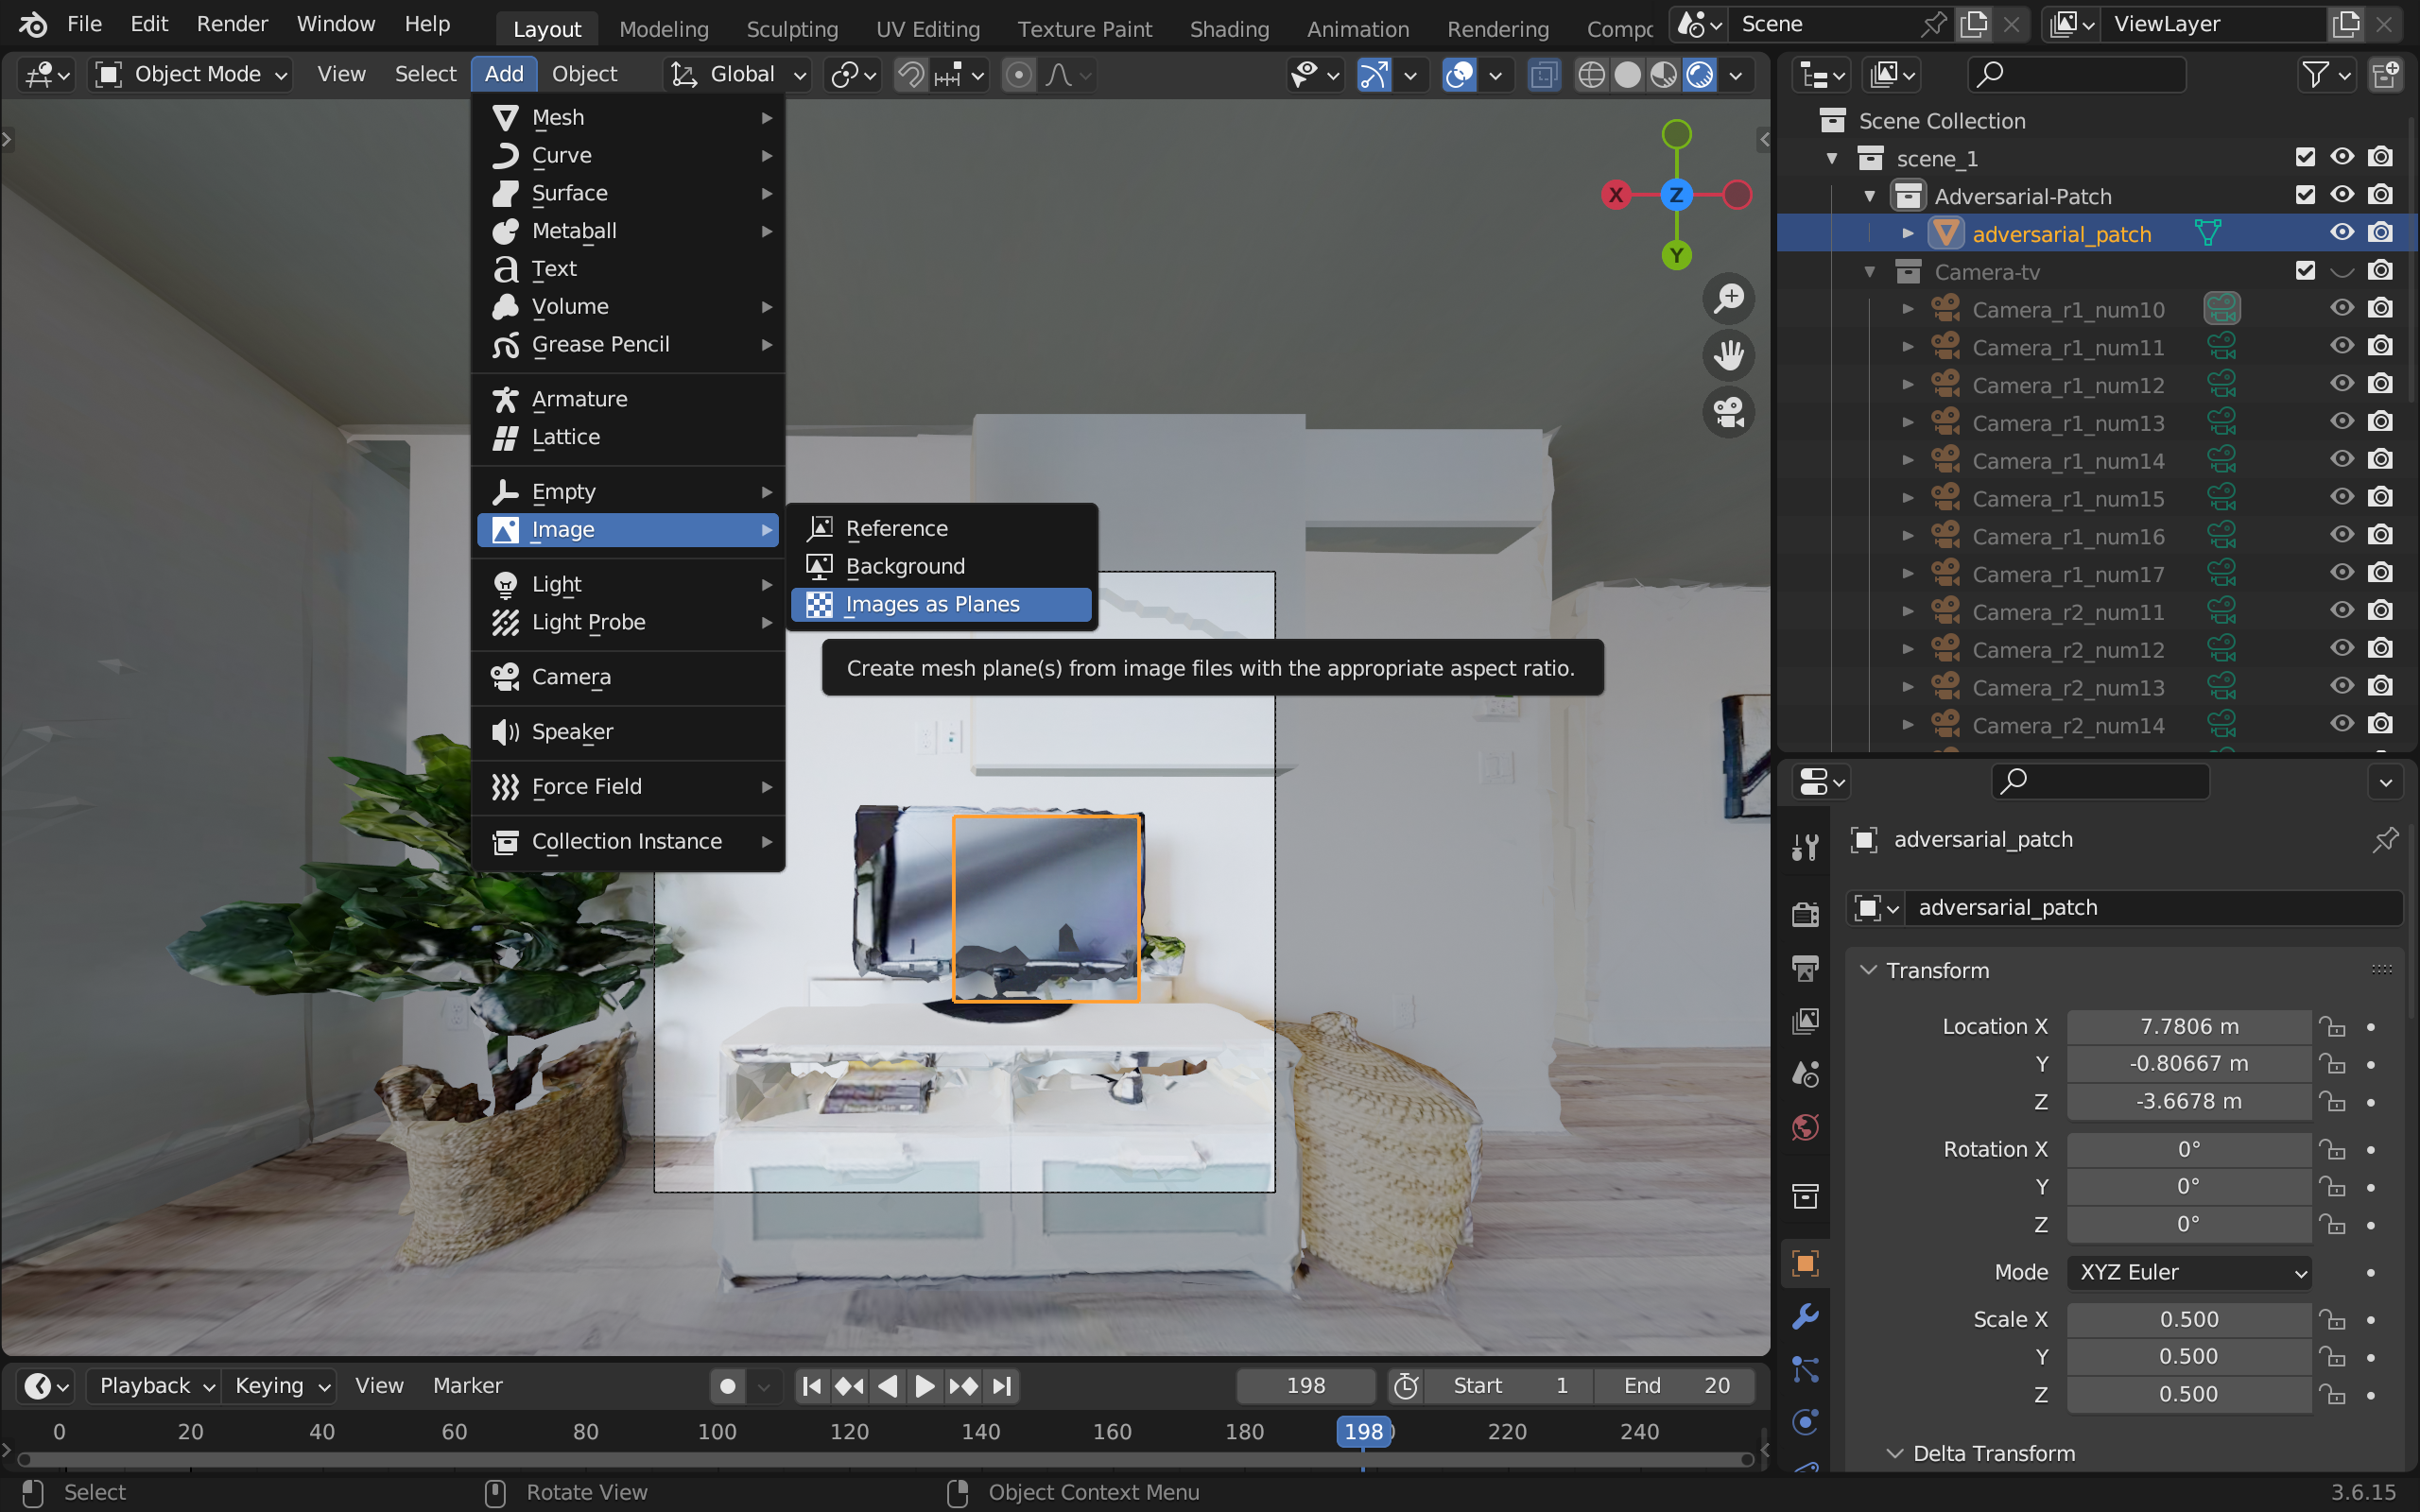 File Edit Render Window Help Layout Modeling Sculpting UV Editing Texture Paint Shading Animation Rendering Compo Scene ViewLayer
Object Mode View Select Add Object Global
Mesh
Curve
Surface
Metaball
Text
Volume
Grease Pencil
Armature
Lattice
Empty
Image
Light
Light Probe
Camera
Speaker
Force Field
Collection Instance
Reference
Background
Images as Planes
Create mesh plane(s) from image files with the appropriate aspect ratio.
X Z
Y
Scene Collection
scene_1
Adversarial-Patch
adversarial_patch
Camera-tv
Camera_r1_num10
Camera_r1_num11
Camera_r1_num12
Camera_r1_num13
Camera_r1_num14
Camera_r1_num15
Camera_r1_num16
Camera_r1_num17
Camera_r2_num11
Camera_r2_num12
Camera_r2_num13
Camera_r2_num14
adversarial_patch
adversarial_patch
Transform
Location X 7.7806 m
Y -0.80667 m
Z -3.6678 m
Rotation X 0°
Y 0°
Z 0°
Mode XYZ Euler
Scale X 0.500
Y 0.500
Z 0.500
Delta Transform
Playback Keying View Marker 198 Start 1 End 20
0 20 40 60 80 100 120 140 160 180 198 220 240
Select Rotate View Object Context Menu 3.6.15